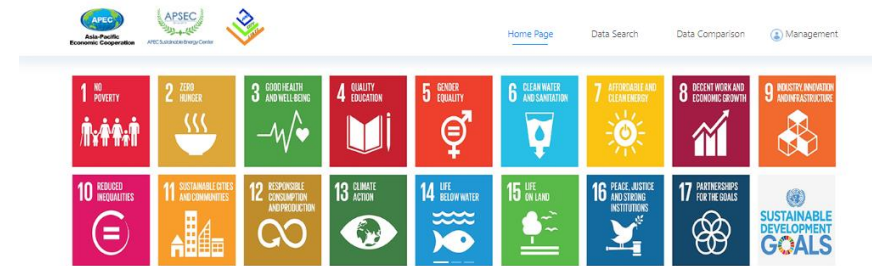 APEC
Asia-Pacific
Economic Cooperation
APSEC
APEC Sustainable Energy Center
Home Page
Data Search
Data Comparison
Management
1 NO
POVERTY
2 ZERO
HUNGER
3 GOOD HEALTH
AND WELL-BEING
4 QUALITY
EDUCATION
5 GENDER
EQUALITY
6 CLEAN WATER
AND SANITATION
7 AFFORDABLE AND
CLEAN ENERGY
8 DECENT WORK AND
ECONOMIC GROWTH
9 INDUSTRY, INNOVATION
AND INFRASTRUCTURE
10 REDUCED
INEQUALITIES
11 SUSTAINABLE CITIES
AND COMMUNITIES
12 RESPONSIBLE
CONSUMPTION
AND PRODUCTION
13 CLIMATE
ACTION
14 LIFE
BELOW WATER
15 LIFE
ON LAND
16 PEACE, JUSTICE
AND STRONG
INSTITUTIONS
17 PARTNERSHIPS
FOR THE GOALS
SUSTAINABLE
DEVELOPMENT
GOALS